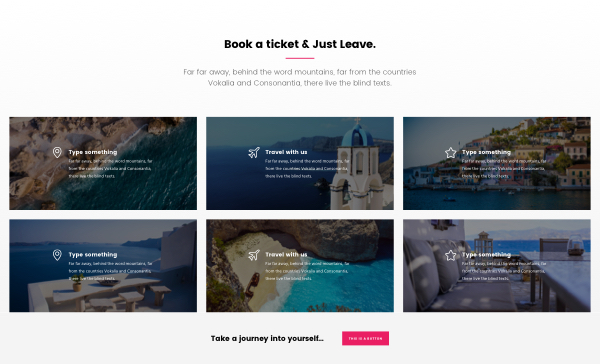 Book a ticket & Just Leave.
Far far away, behind the word mountains, far from the countries
Vokalia and Consonantia, there live the blind texts.
Type something
Far far away, behind the word mountains, far
from the countries Vokalia and Consonantia,
there live the blind texts.
Travel with us
Far far away, behind the word mountains, far
from the countries Vokalia and Consonantia,
there live the blind texts.
Type something
Far far away, behind the word mountains, far
from the countries Vokalia and Consonantia,
there live the blind texts.
Type something
Far far away, behind the word mountains, far
from the countries Vokalia and Consonantia,
there live the blind texts.
Travel with us
Far far away, behind the word mountains, far
from the countries Vokalia and Consonantia,
there live the blind texts.
Type something
Far far away, behind the word mountains, far
from the countries Vokalia and Consonantia,
there live the blind texts.
Take a journey into yourself...
THIS IS A BUTTON